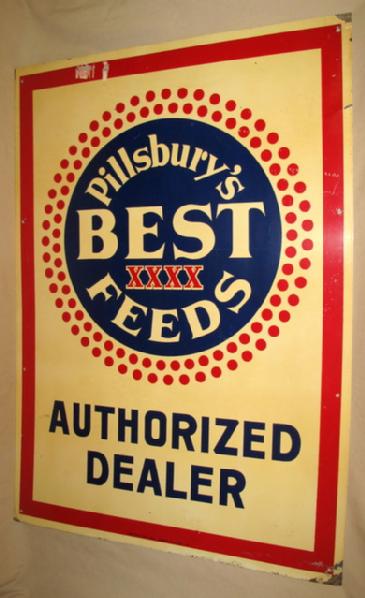 Pillsbury's
BEST
XXXX
FEEDS
AUTHORIZED
DEALER